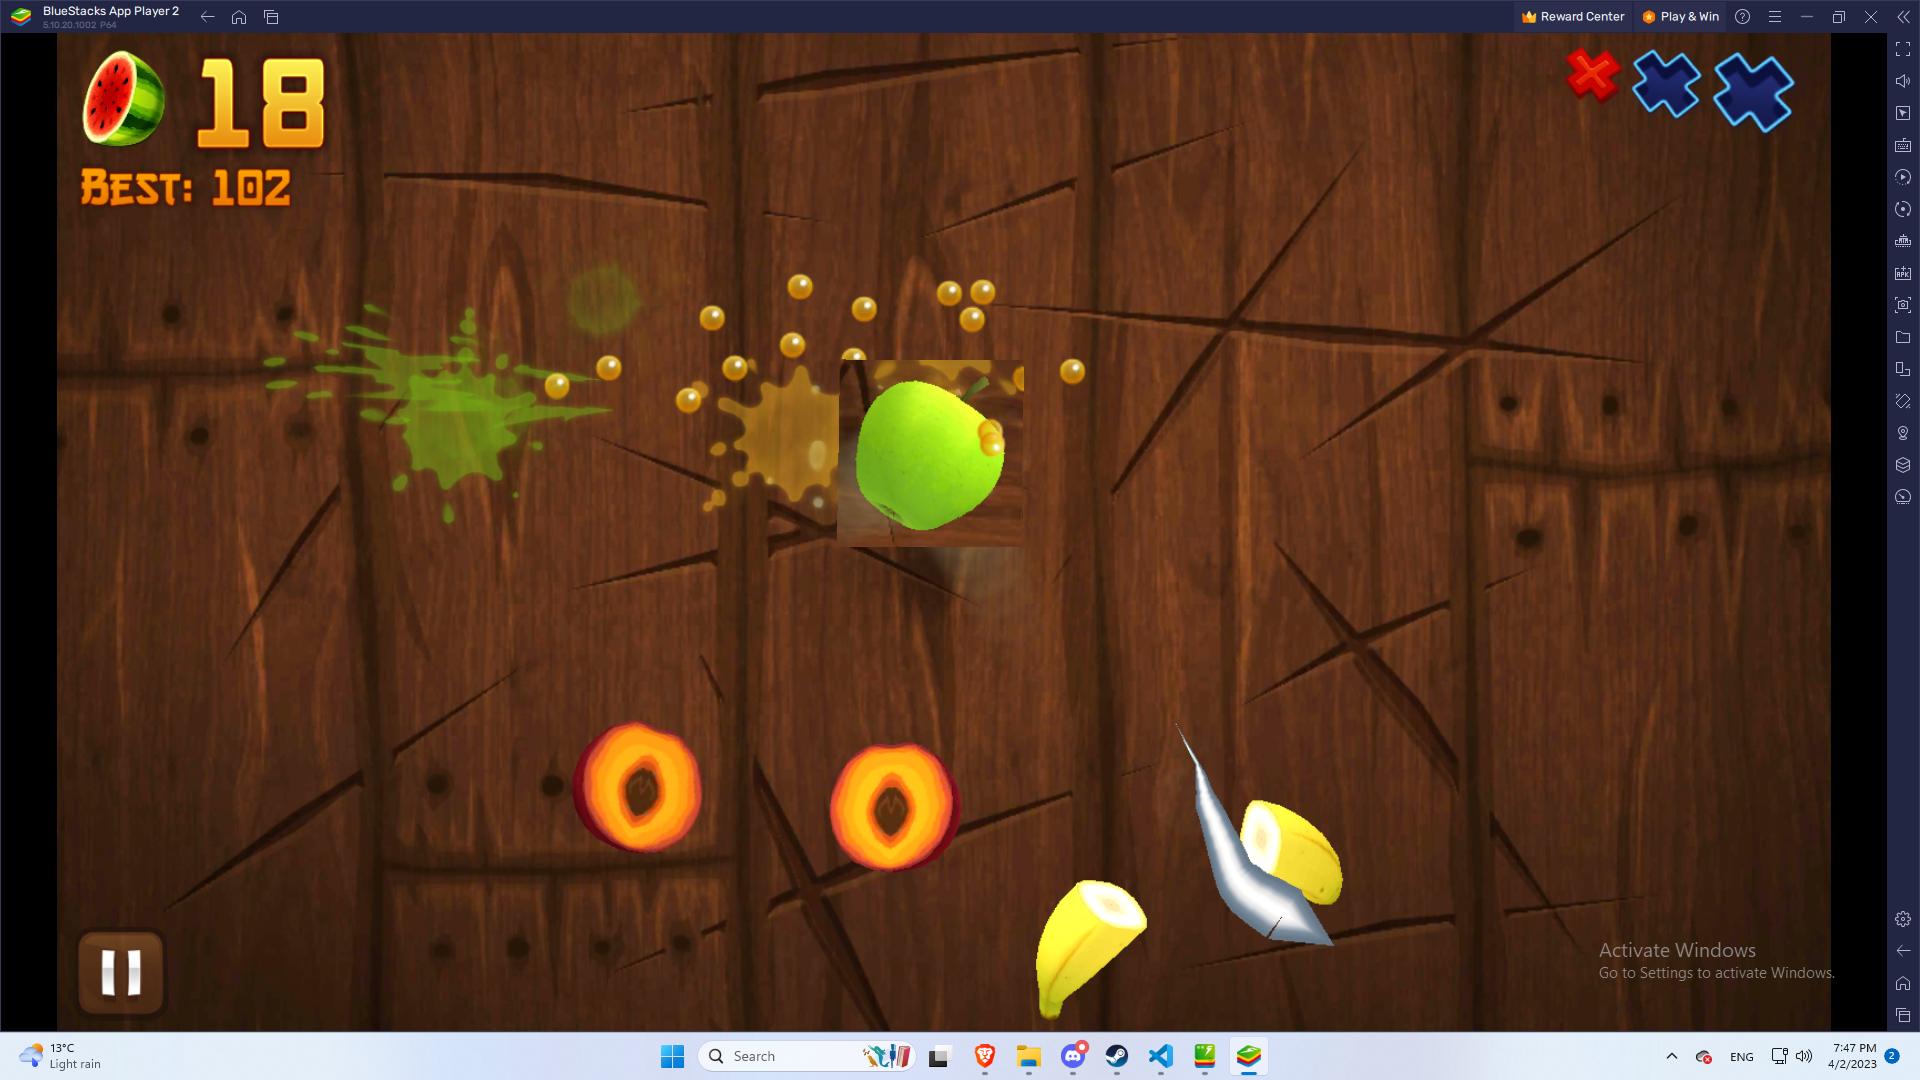 BlueStacks App Player 2
5.10.20.1002 P64
Reward Center
Play & Win
18
BEST: 102
APK
Activate Windows
Go to Settings to activate Windows.
13°C
Light rain
Search
ENG
7:47 PM
4/2/2023
2